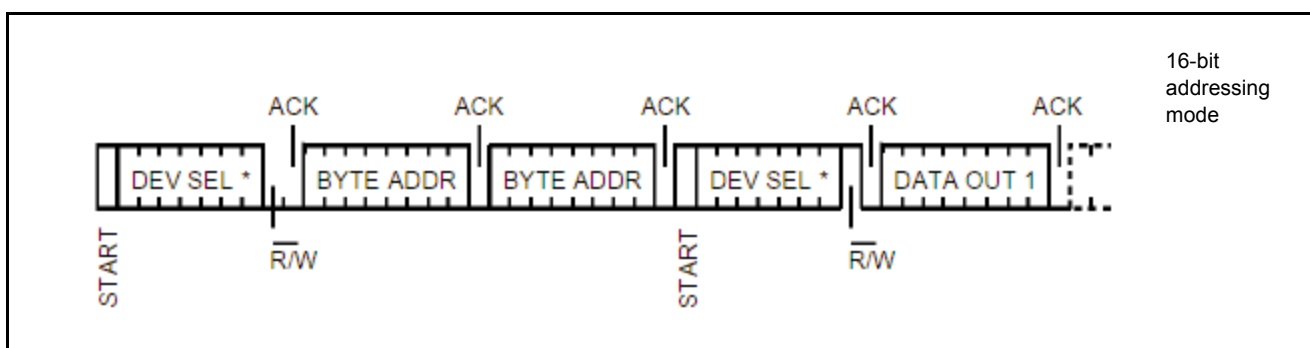 16-bit
addressing
mode
ACK ACK ACK ACK ACK
DEV SEL * BYTE ADDR BYTE ADDR DEV SEL * DATA OUT 1
START R/W START R/W